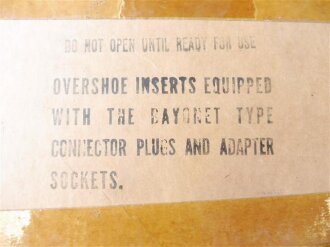 DO NOT OPEN UNTIL READY FOR USE
OVERSHOE INSERTS EQUIPPED
WITH THE BAYONET TYPE
CONNECTOR PLUGS AND ADAPTER
SOCKETS.